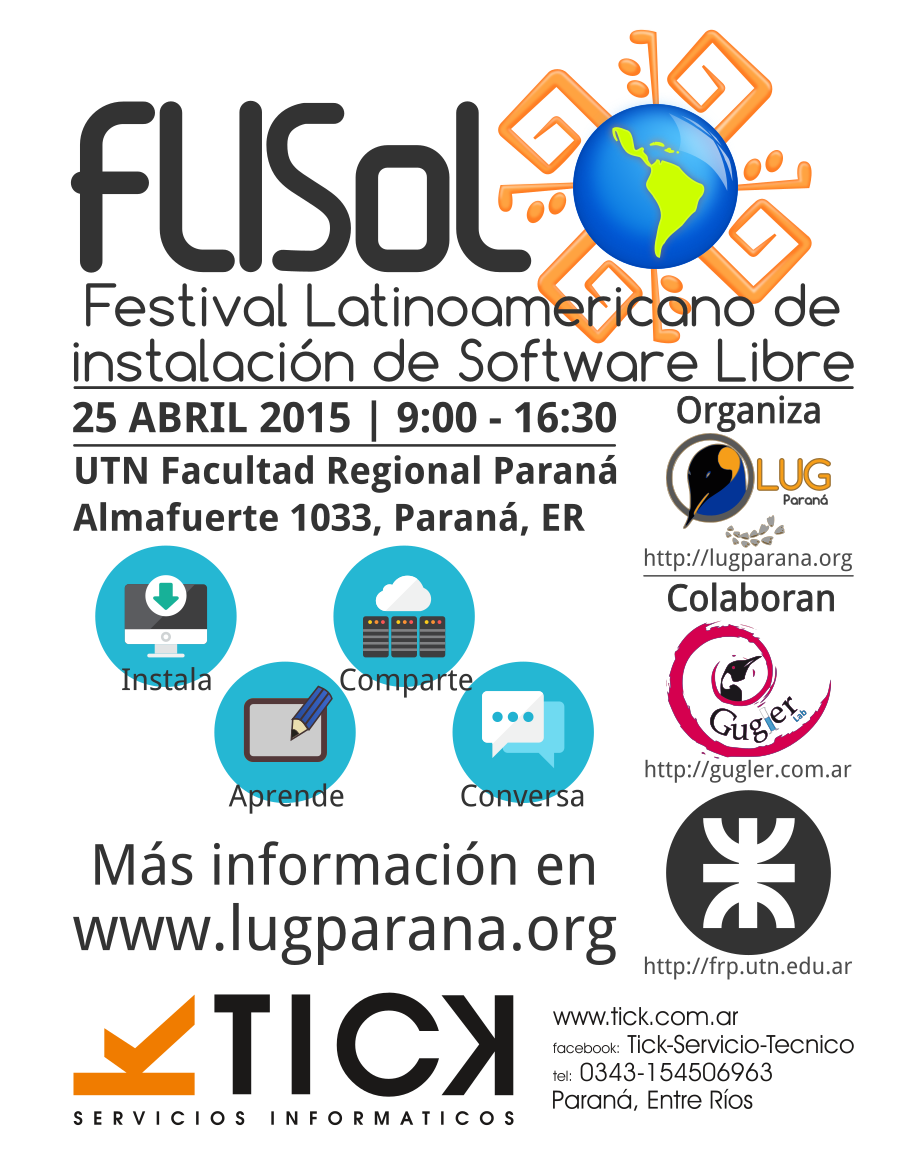 FLISoL
Festival Latinoamericano de
instalación de Software Libre
25 ABRIL 2015 | 9:00 - 16:30
UTN Facultad Regional Paraná
Almafuerte 1033, Paraná, ER
Organiza
LUG
Paraná
http://lugparana.org
Colaboran
Gugler
Lab
http://gugler.com.ar
http://frp.utn.edu.ar
Instala
Comparte
Aprende
Conversa
Más información en
www.lugparana.org
TICK
SERVICIOS INFORMATICOS
www.tick.com.ar
facebook: Tick-Servicio-Tecnico
tel: 0343-154506963
Paraná, Entre Ríos